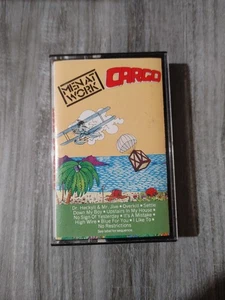 MEN AT
WORK
CARGO
Dr. Heckyll & Mr. Jive • Overkill • Settle
Down My Boy • Upstairs In My House •
No Sign Of Yesterday • It's A Mistake •
High Wire • Blue For You • I Like To •
No Restrictions